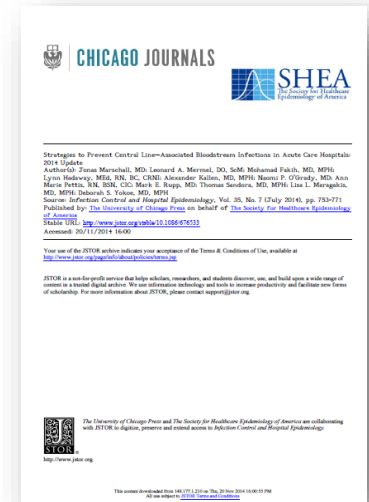 CHICAGO JOURNALS
SHEA
The Society for Healthcare
Epidemiology of America
Strategies to Prevent Central Line–Associated Bloodstream Infections in Acute Care Hospitals:
2014 Update
Author(s): Jonas Marschall, MD; Leonard A. Mermel, DO, ScM; Mohamad Fakih, MD, MPH;
Lynn Hadaway, MEd, RN, BC, CRNI; Alexander Kallen, MD, MPH; Naomi P. O'Grady, MD; Ann
Marie Pettis, RN, BSN, CIC; Mark E. Rupp, MD; Thomas Sandora, MD, MPH; Lisa L. Maragakis,
MD, MPH; Deborah S. Yokoe, MD, MPH
Source: Infection Control and Hospital Epidemiology, Vol. 35, No. 7 (July 2014), pp. 753-771
Published by: The University of Chicago Press on behalf of The Society for Healthcare Epidemiology
of America
Stable URL: http://www.jstor.org/stable/10.1086/676533
Accessed: 20/11/2014 16:00
Your use of the JSTOR archive indicates your acceptance of the Terms & Conditions of Use, available at
http://www.jstor.org/page/info/about/policies/terms.jsp
JSTOR is a not-for-profit service that helps scholars, researchers, and students discover, use, and build upon a wide range of
content in a trusted digital archive. We use information technology and tools to increase productivity and facilitate new forms
of scholarship. For more information about JSTOR, please contact support@jstor.org.
The University of Chicago Press and The Society for Healthcare Epidemiology of America are collaborating
with JSTOR to digitize, preserve and extend access to Infection Control and Hospital Epidemiology.
JSTOR
http://www.jstor.org
This content downloaded from 148.177.1.210 on Thu, 20 Nov 2014 16:00:55 PM
All use subject to JSTOR Terms and Conditions